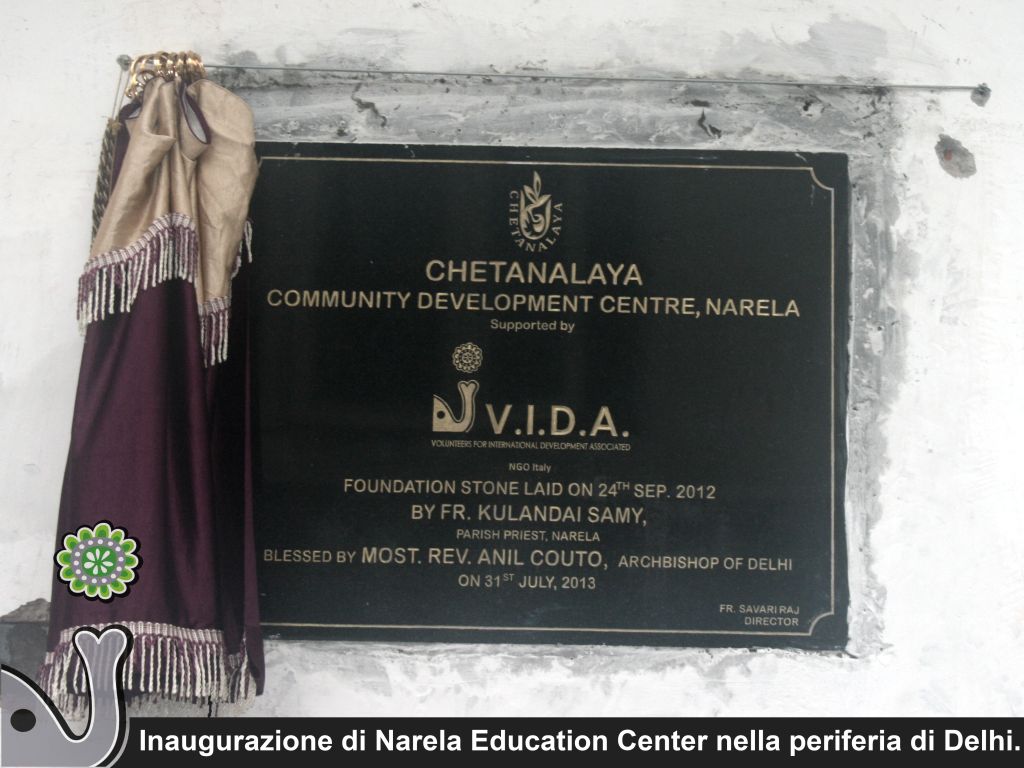 CHETANALAYA
CHETANALAYA
COMMUNITY DEVELOPMENT CENTRE, NARELA
Supported by
V.I.D.A.
VOLUNTEERS FOR INTERNATIONAL DEVELOPMENT ASSOCIATED
NGO Italy
FOUNDATION STONE LAID ON 24TH SEP. 2012
BY FR. KULANDAI SAMY,
PARISH PRIEST, NARELA
BLESSED BY MOST. REV. ANIL COUTO, ARCHBISHOP OF DELHI
ON 31ST JULY, 2013
FR. SAVARI RAJ
DIRECTOR
Inaugurazione di Narela Education Center nella periferia di Delhi.